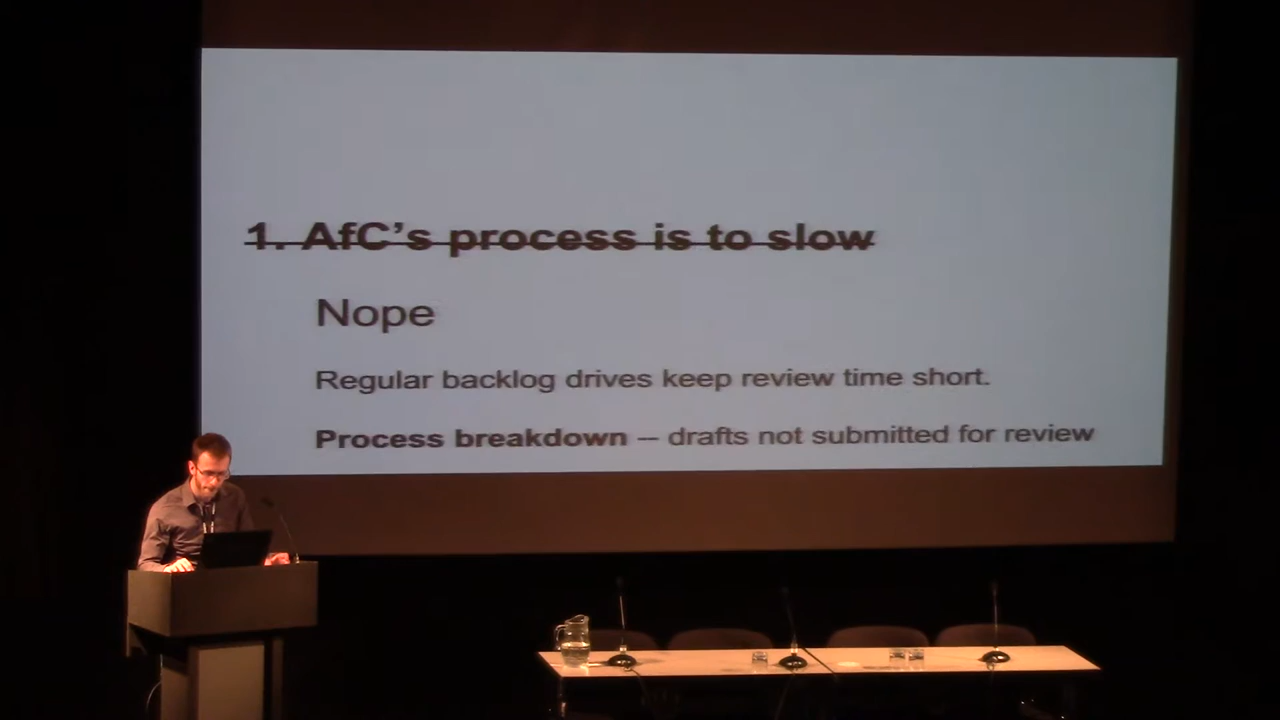 1. AfC’s process is to slow
Nope
Regular backlog drives keep review time short.
Process breakdown -- drafts not submitted for review